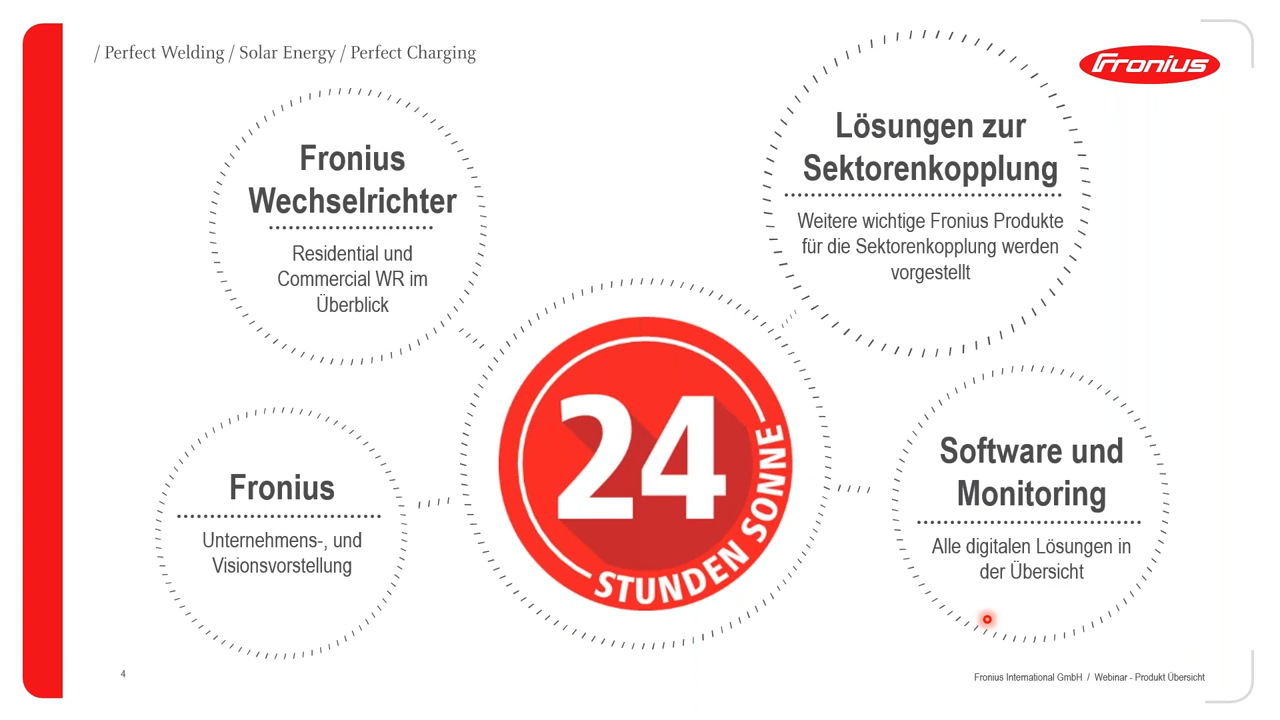 / Perfect Welding / Solar Energy / Perfect Charging
Fronius
Fronius
Wechselrichter
Residential und
Commercial WR im
Überblick
Lösungen zur
Sektorenkopplung
Weitere wichtige Fronius Produkte
für die Sektorenkopplung werden
vorgestellt
Fronius
Unternehmens-, und
Visionsvorstellung
24
STUNDEN SONNE
Software und
Monitoring
Alle digitalen Lösungen in
der Übersicht
4
Fronius International GmbH / Webinar - Produkt Übersicht